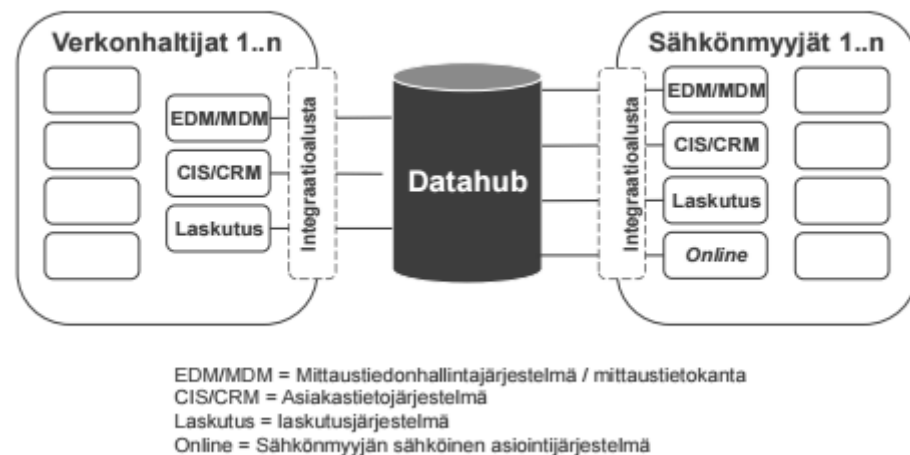 Verkonhaltijat 1..n
EDM/MDM
CIS/CRM
Laskutus
Integraatioalusta
Datahub
Sähkönmyyjät 1..n
Integraatioalusta
EDM/MDM
CIS/CRM
Laskutus
Online
EDM/MDM = Mittaustiedonhallintajärjestelmä / mittaustietokanta
CIS/CRM = Asiakastietojärjestelmä
Laskutus = laskutusjärjestelmä
Online = Sähkönmyyjän sähköinen asiointijärjestelmä